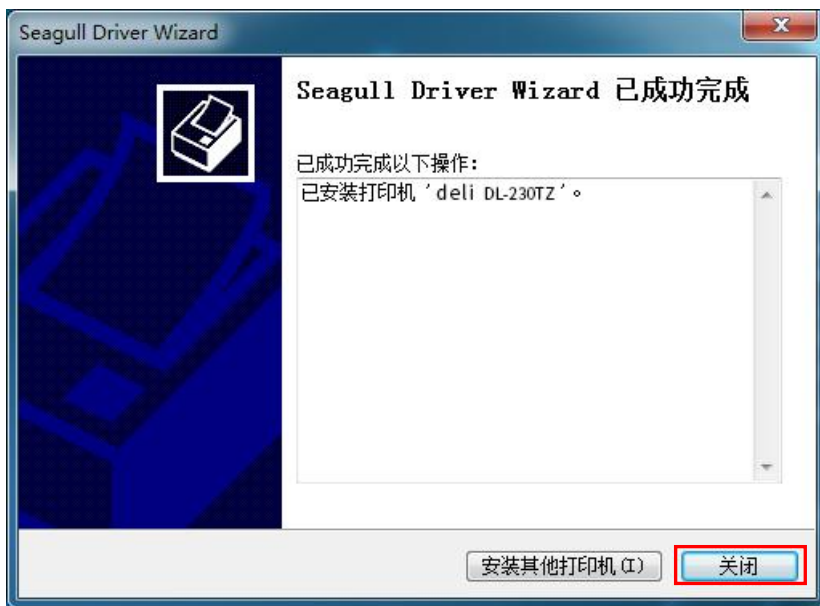 Seagull Driver Wizard
Seagull Driver Wizard 已成功完成
已成功完成以下操作:
已安装打印机 'deli DL-230TZ'。
安装其他打印机(I)
关闭